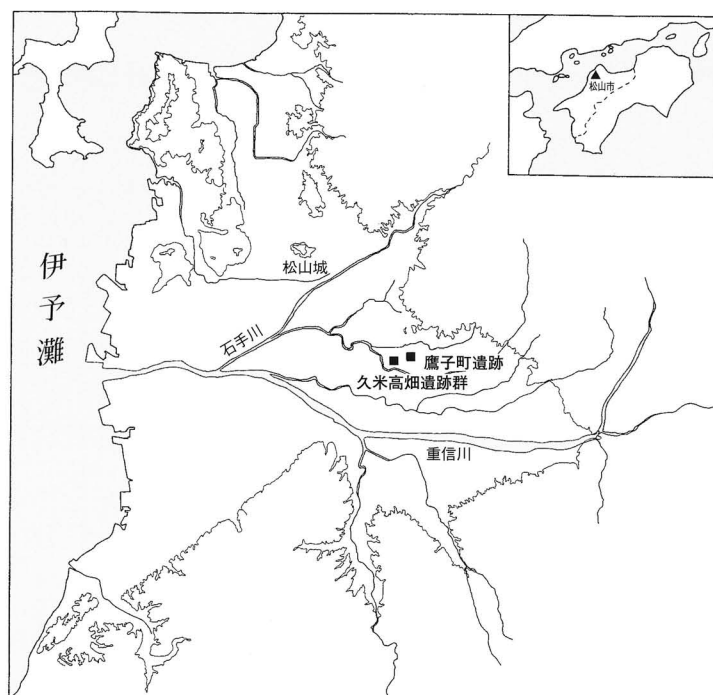 松山市
伊予灘
松山城
石手川
鷹子町遺跡
久米高畑遺跡群
重信川